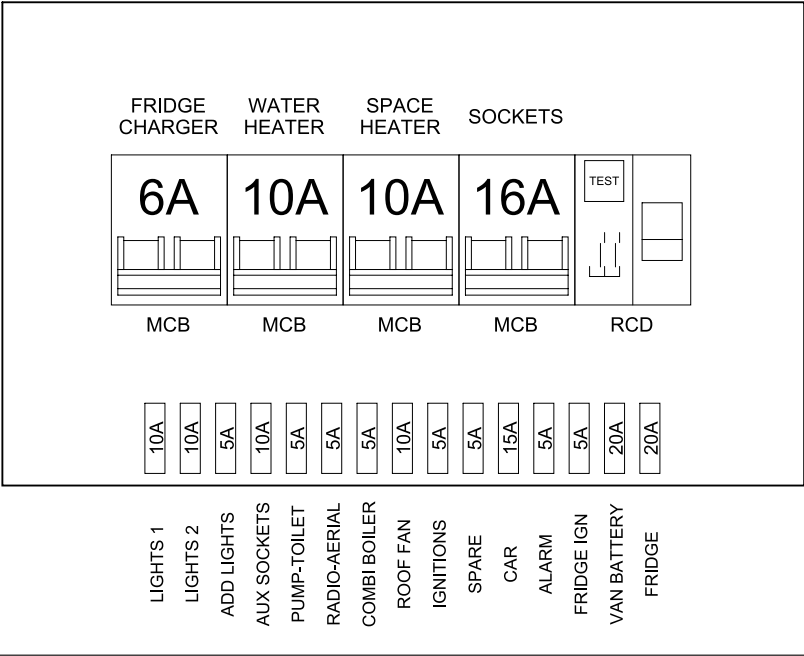 FRIDGE
CHARGER
WATER
HEATER
SPACE
HEATER
SOCKETS
6A
10A
10A
16A
TEST
MCB
MCB
MCB
MCB
RCD
10A
10A
5A
10A
5A
5A
5A
10A
5A
5A
15A
5A
5A
20A
20A
LIGHTS 1
LIGHTS 2
ADD LIGHTS
AUX SOCKETS
PUMP-TOILET
RADIO-AERIAL
COMBI BOILER
ROOF FAN
IGNITIONS
SPARE
CAR
ALARM
FRIDGE IGN
VAN BATTERY
FRIDGE